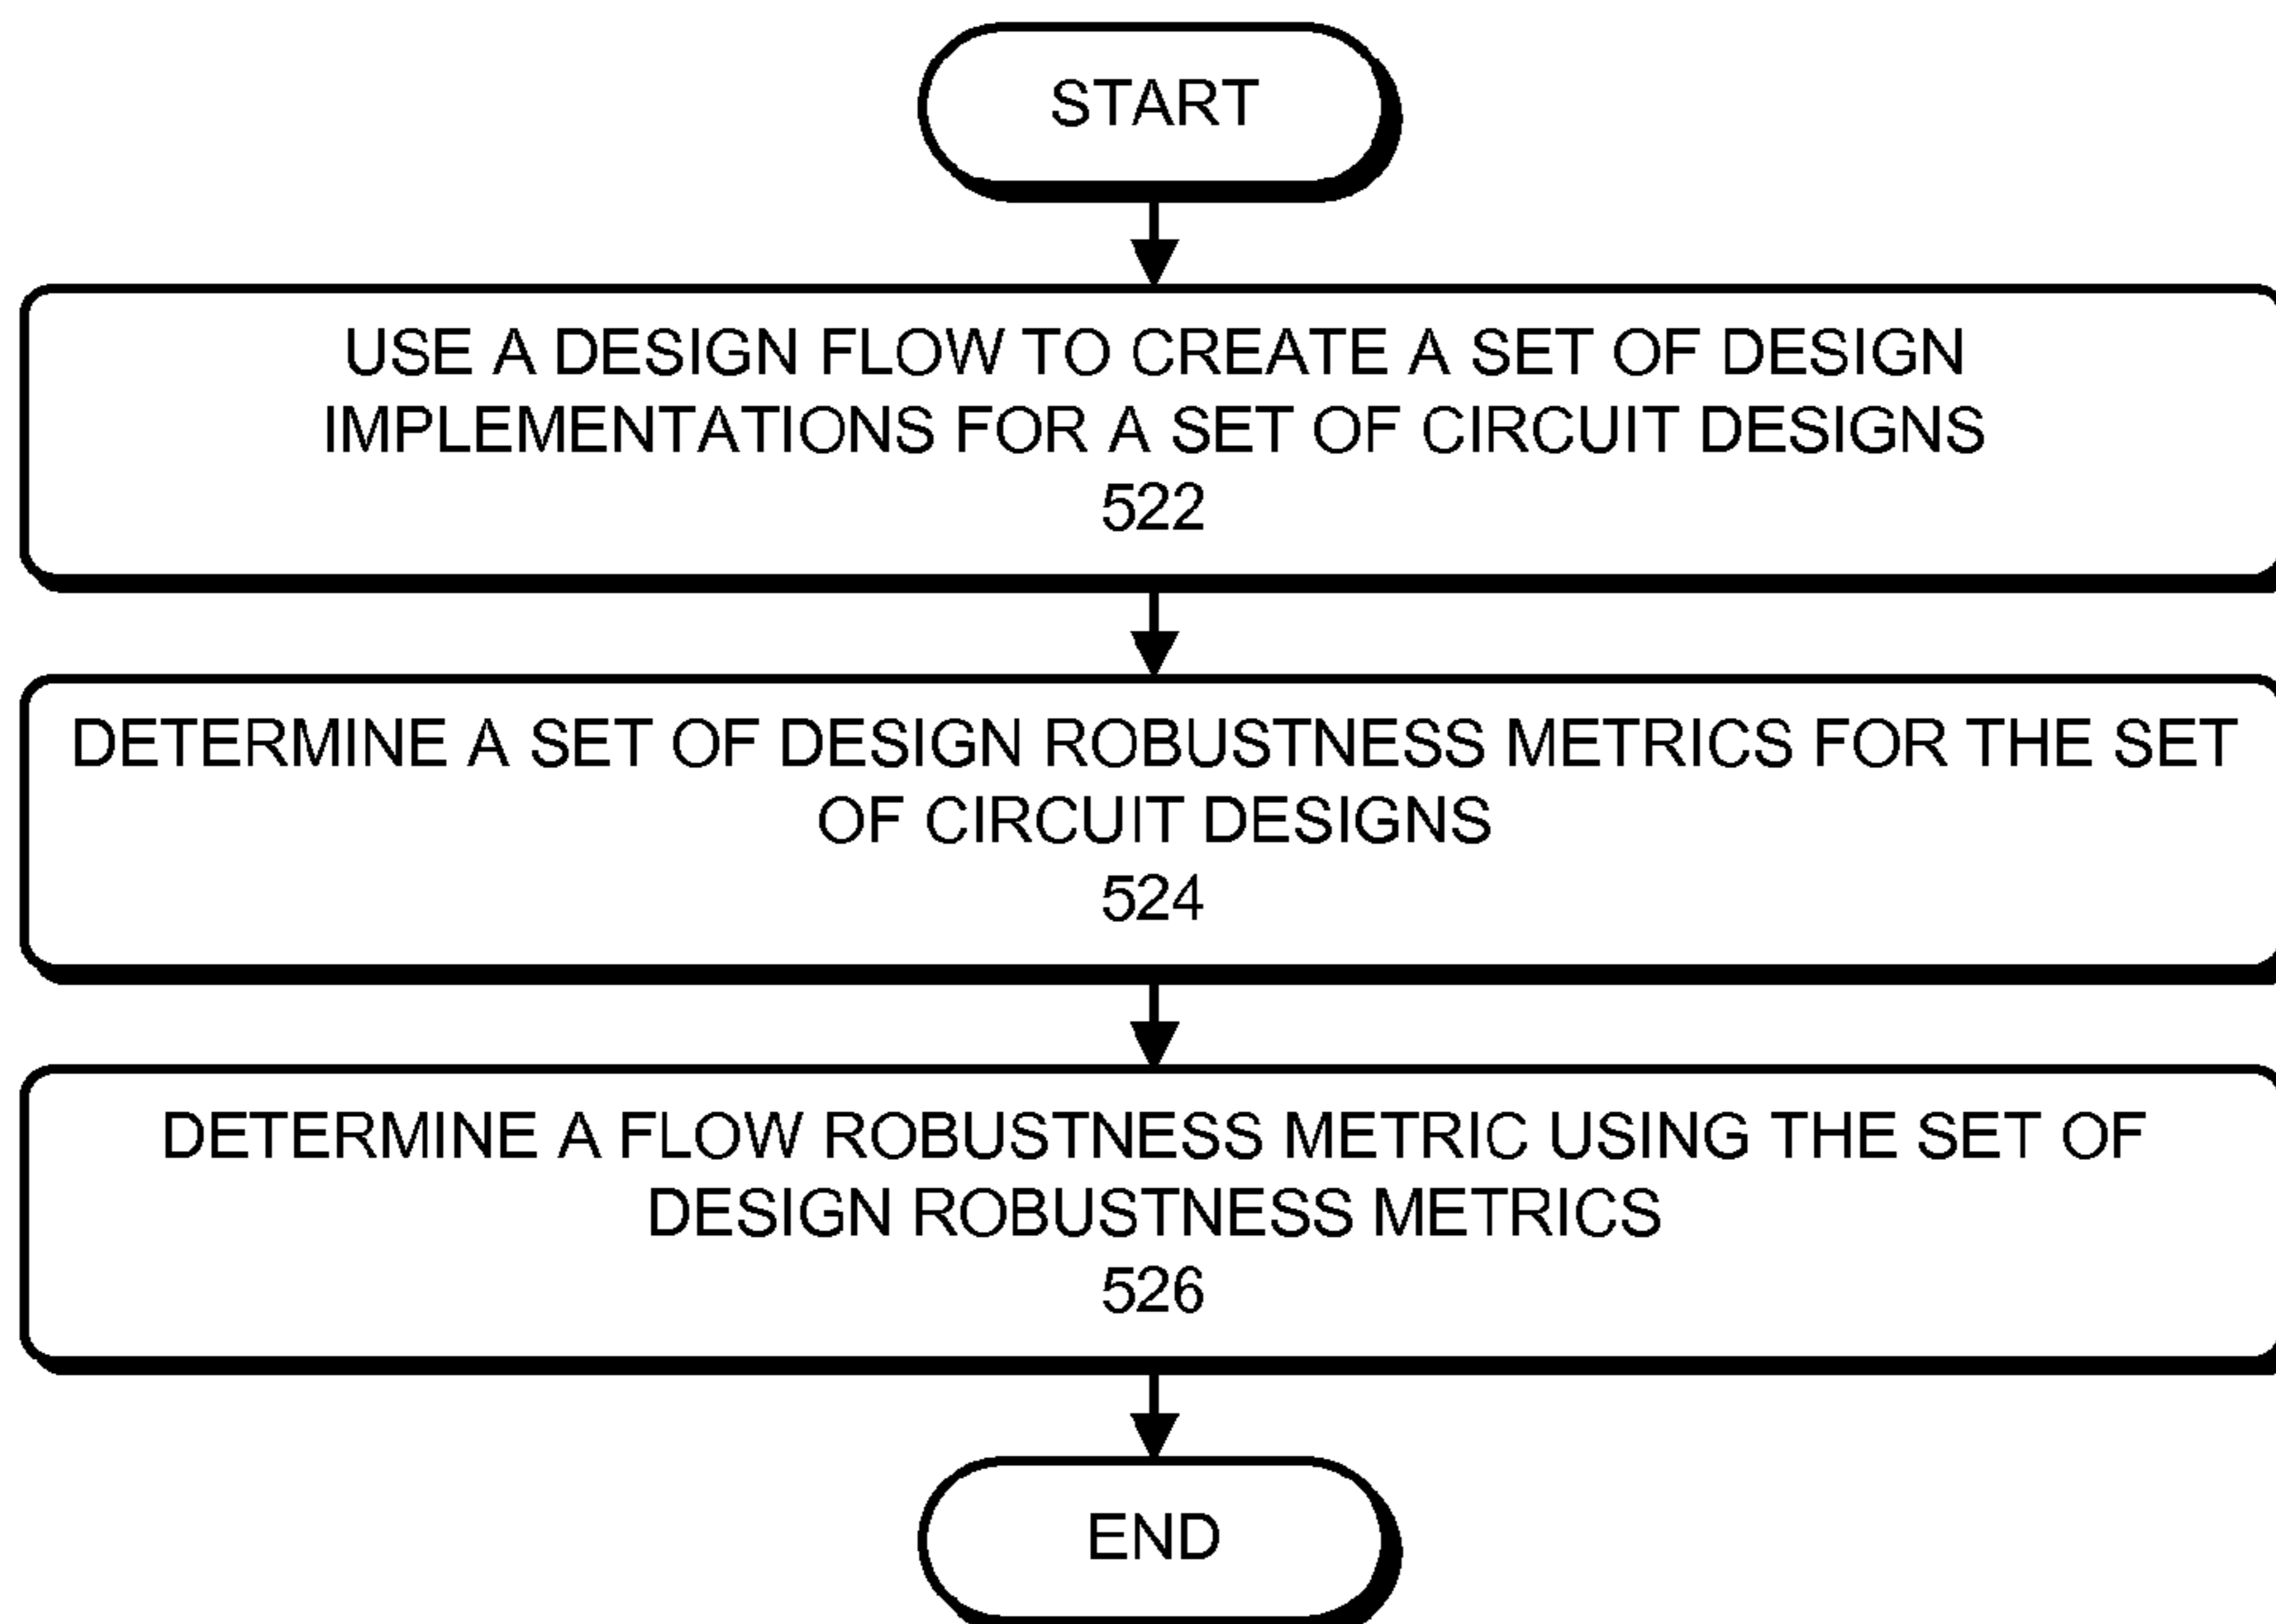 START
USE A DESIGN FLOW TO CREATE A SET OF DESIGN
IMPLEMENTATIONS FOR A SET OF CIRCUIT DESIGNS
522
DETERMINE A SET OF DESIGN ROBUSTNESS METRICS FOR THE SET
OF CIRCUIT DESIGNS
524
DETERMINE A FLOW ROBUSTNESS METRIC USING THE SET OF
DESIGN ROBUSTNESS METRICS
526
END